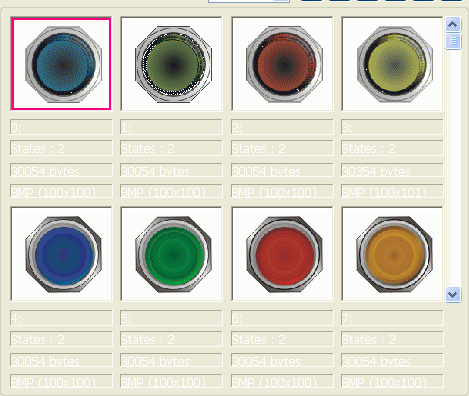 0: 1: 2: 3:
States : 2 States : 2 States : 2 States : 2
30054 bytes 30054 bytes 30054 bytes 30354 bytes
BMP (100x100) BMP (100x100) BMP (100x100) BMP (100x101)
4: 5: 6: 7:
States : 2 States : 2 States : 2 States : 2
30054 bytes 30054 bytes 30054 bytes 30054 bytes
BMP (100x100) BMP (100x100) BMP (100x100) BMP (100x100)